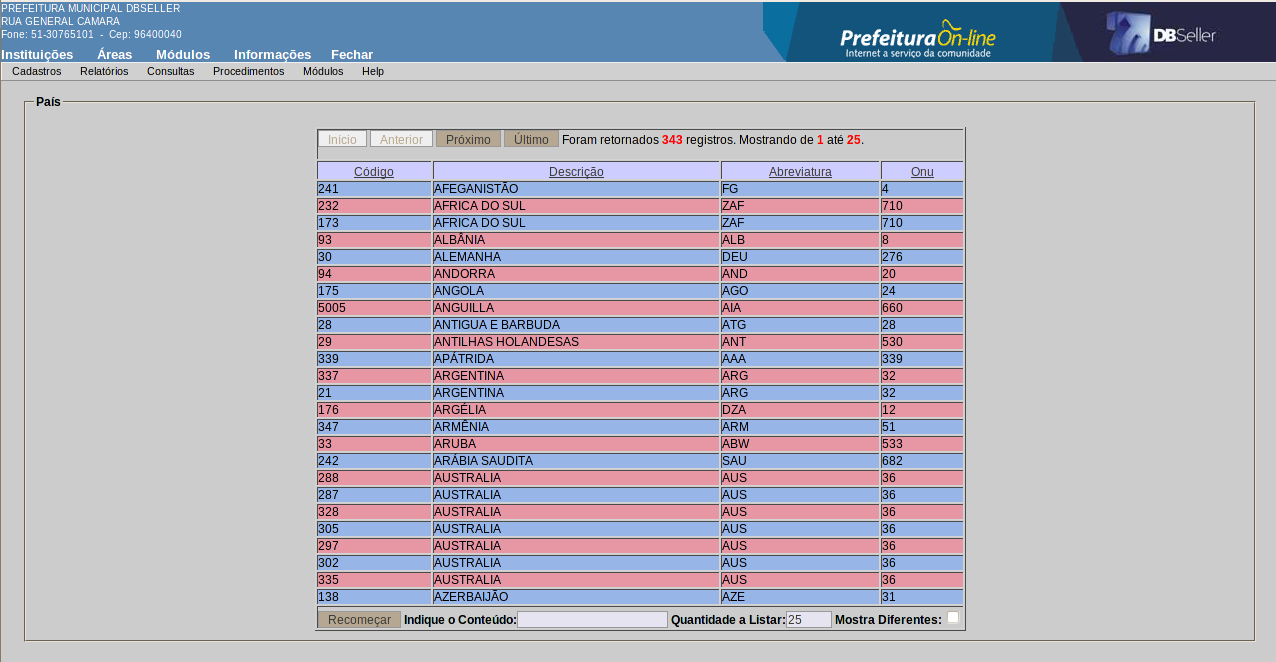 PREFEITURA MUNICIPAL DBSELLER
RUA GENERAL CAMARA
Fone: 51-30765101 - Cep: 96400040
PrefeituraOn-line
Internet a serviço da comunidade
DBSeller
Instituições Áreas Módulos Informações Fechar
Cadastros Relatórios Consultas Procedimentos Módulos Help
País
Início Anterior Próximo Último Foram retornados 343 registros. Mostrando de 1 até 25.
Código Descrição Abreviatura Onu
241 AFEGANISTÃO FG 4
232 AFRICA DO SUL ZAF 710
173 AFRICA DO SUL ZAF 710
93 ALBÂNIA ALB 8
30 ALEMANHA DEU 276
94 ANDORRA AND 20
175 ANGOLA AGO 24
5005 ANGUILLA AIA 660
28 ANTIGUA E BARBUDA ATG 28
29 ANTILHAS HOLANDESAS ANT 530
339 APÁTRIDA AAA 339
337 ARGENTINA ARG 32
21 ARGENTINA ARG 32
176 ARGÉLIA DZA 12
347 ARMÊNIA ARM 51
33 ARUBA ABW 533
242 ARÁBIA SAUDITA SAU 682
288 AUSTRALIA AUS 36
287 AUSTRALIA AUS 36
328 AUSTRALIA AUS 36
305 AUSTRALIA AUS 36
297 AUSTRALIA AUS 36
302 AUSTRALIA AUS 36
335 AUSTRALIA AUS 36
138 AZERBAIJÃO AZE 31
Recomeçar Indique o Conteúdo: Quantidade a Listar: 25 Mostra Diferentes: